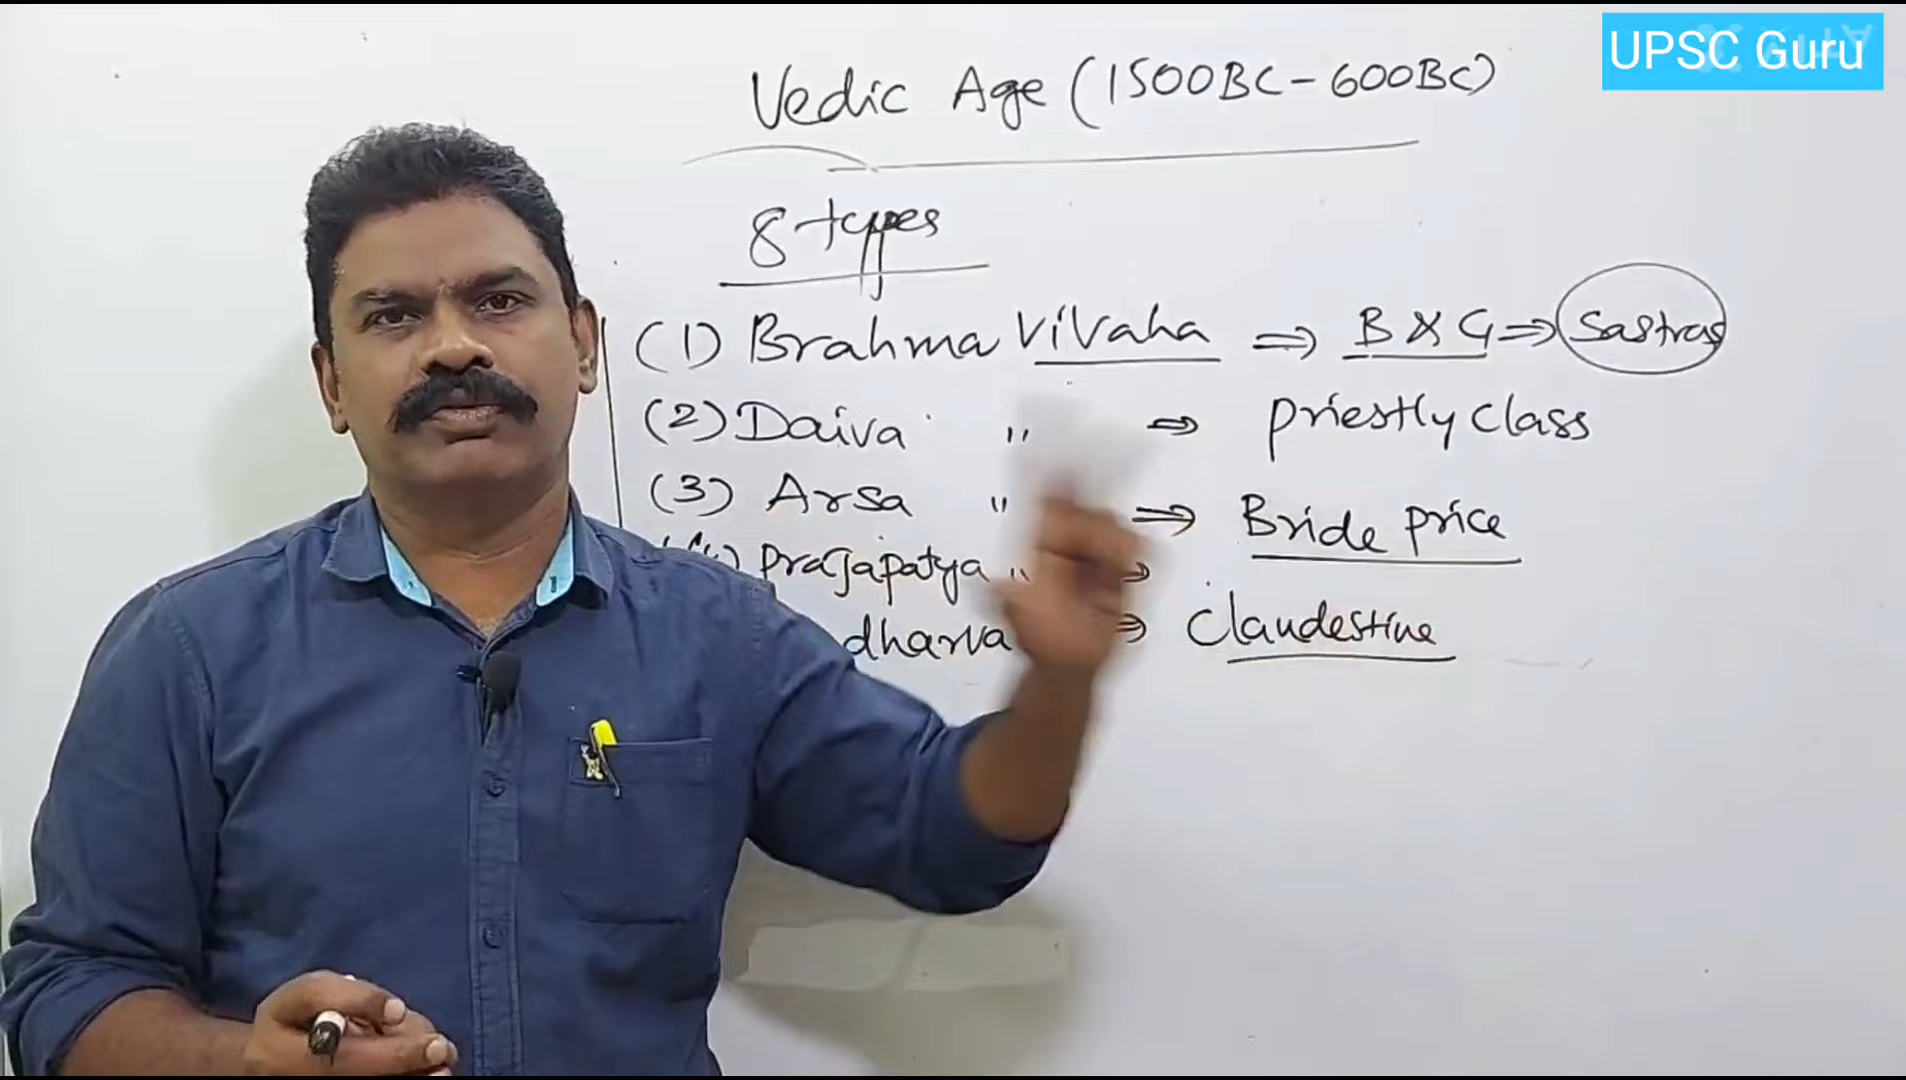 UPSC Guru
Vedic Age (1500BC-600BC)
8 types
(1) Brahma Vivaha ⇒ B X G ⇒ Sastras
(2) Daiva " ⇒ Priestly Class
(3) Arsa " ⇒ Bride price
) Prajapatya " ⇒
dharva ⇒ Clandestine